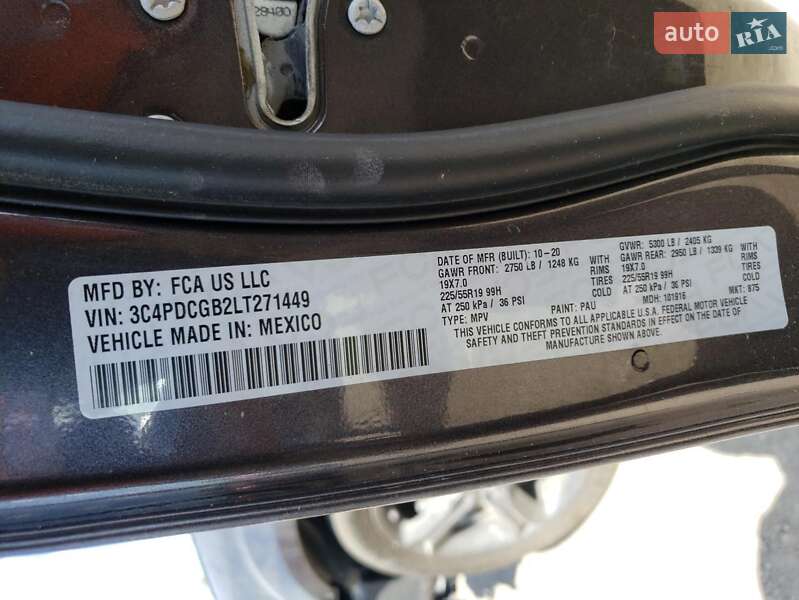 28400
auto RIA
.com
MFD BY: FCA US LLC
VIN: 3C4PDCGB2LT271449
VEHICLE MADE IN: MEXICO
DATE OF MFR (BUILT): 10-20
GAWR FRONT: 2750 LB / 1248 KG WITH
19X7.0 RIMS
225/55R19 99H TIRES
AT 250 kPa / 36 PSI COLD
TYPE: MPV PAINT: PAU
GVWR: 5300 LB / 2405 KG
GAWR REAR: 2950 LB / 1339 KG WITH
19X7.0 RIMS
225/55R19 99H TIRES
AT 250 kPa / 36 PSI COLD
MDH: 101916 MKT: 875
THIS VEHICLE CONFORMS TO ALL APPLICABLE U.S.A. FEDERAL MOTOR VEHICLE
SAFETY AND THEFT PREVENTION STANDARDS IN EFFECT ON THE DATE OF
MANUFACTURE SHOWN ABOVE.